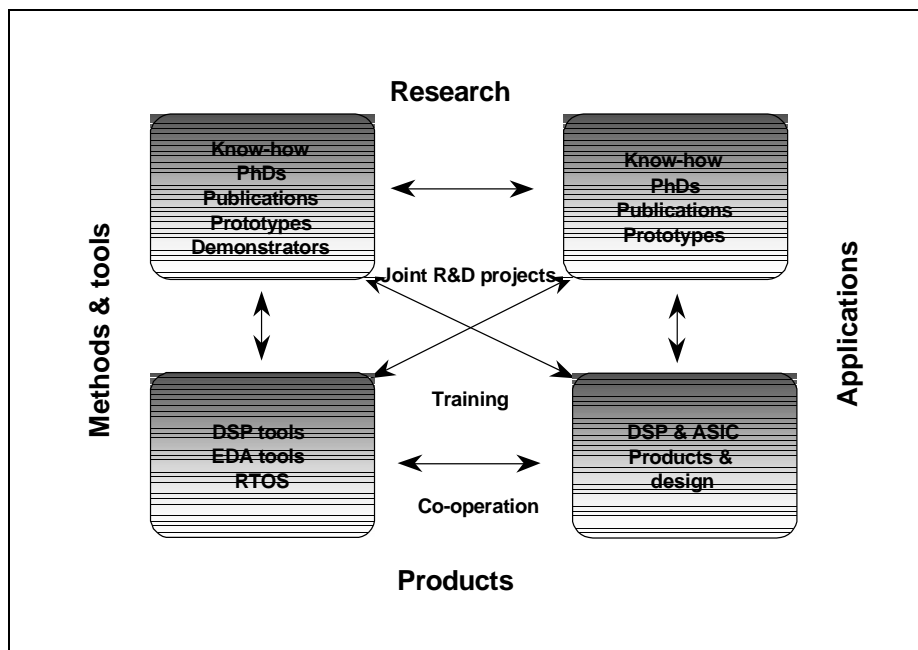 Research
Know-how
PhDs
Publications
Prototypes
Demonstrators
Know-how
PhDs
Publications
Prototypes
Methods & tools
Joint R&D projects
Applications
Training
DSP tools
EDA tools
RTOS
DSP & ASIC
Products &
design
Co-operation
Products